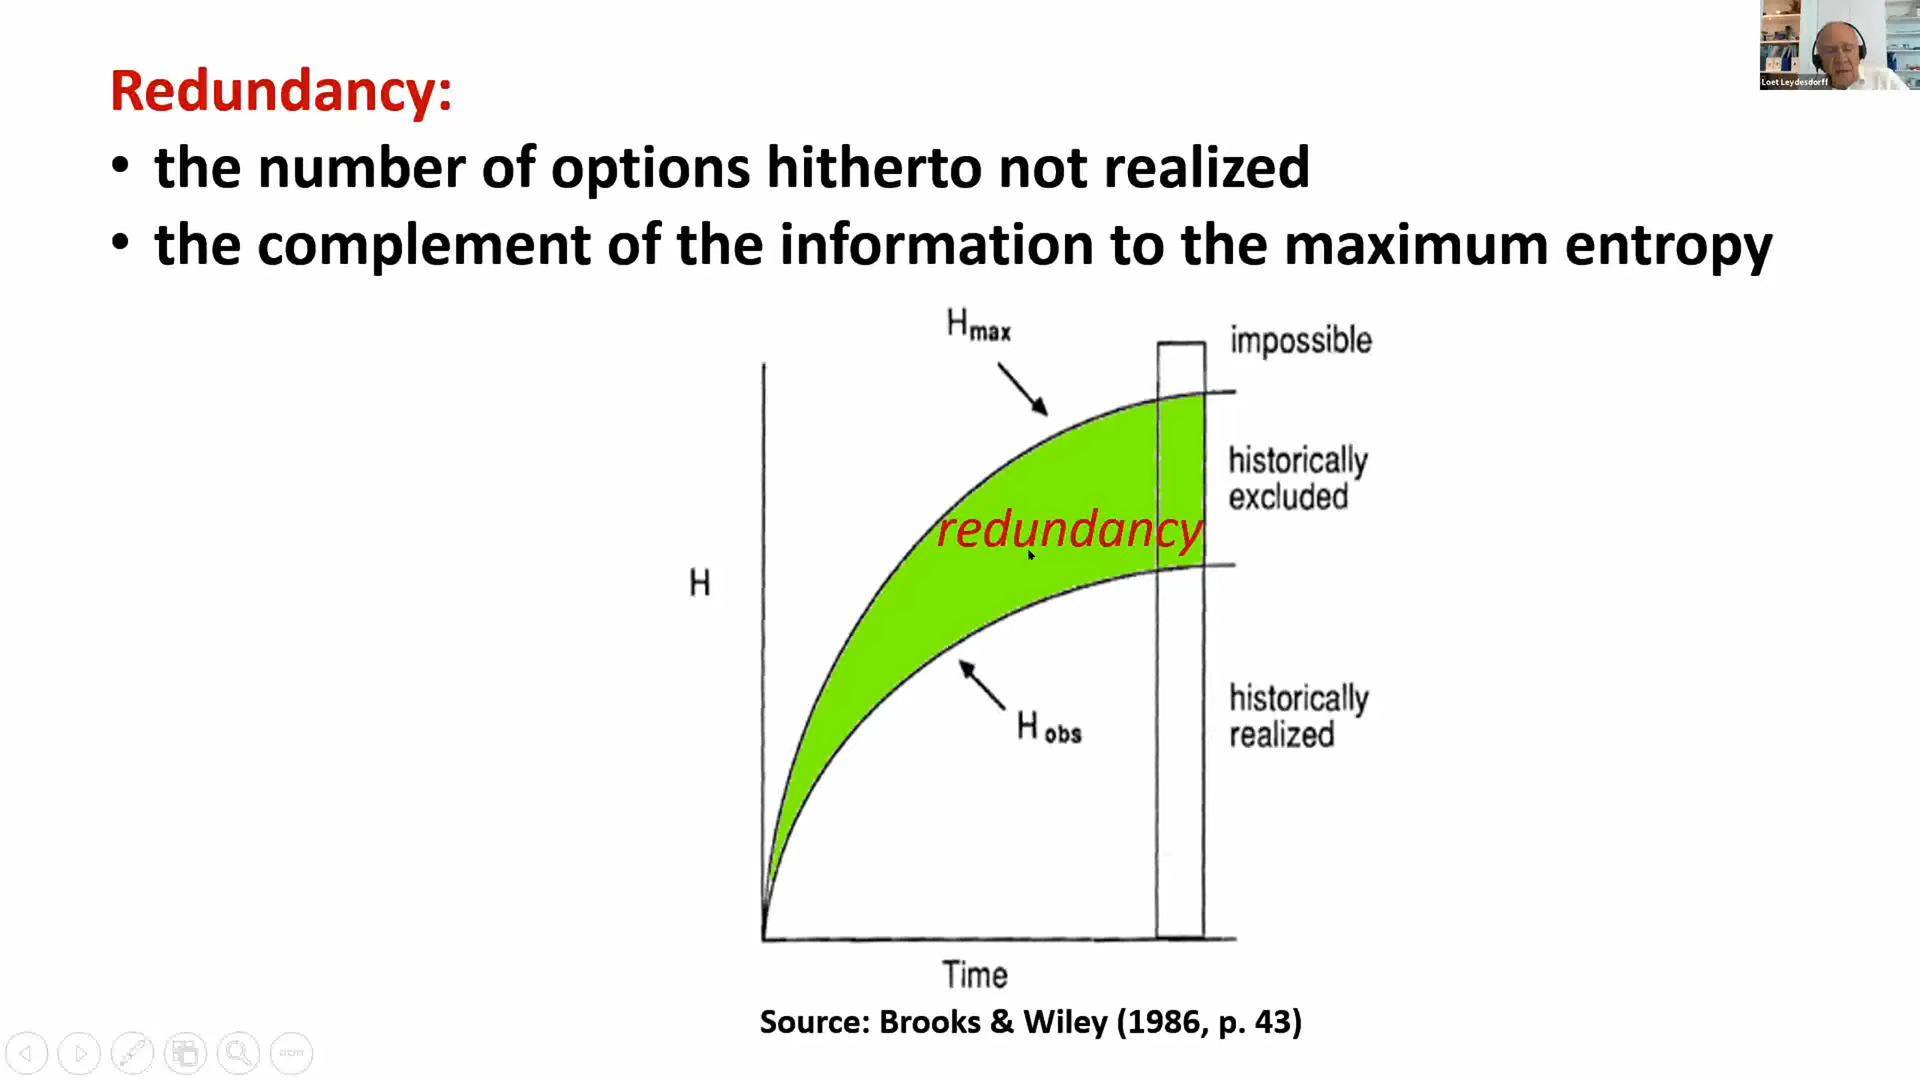 Redundancy:
• the number of options hitherto not realized
• the complement of the information to the maximum entropy
Loet Leydesdorff
Hmax
impossible
historically
excluded
redundancy
H
H obs
historically
realized
Time
Source: Brooks & Wiley (1986, p. 43)